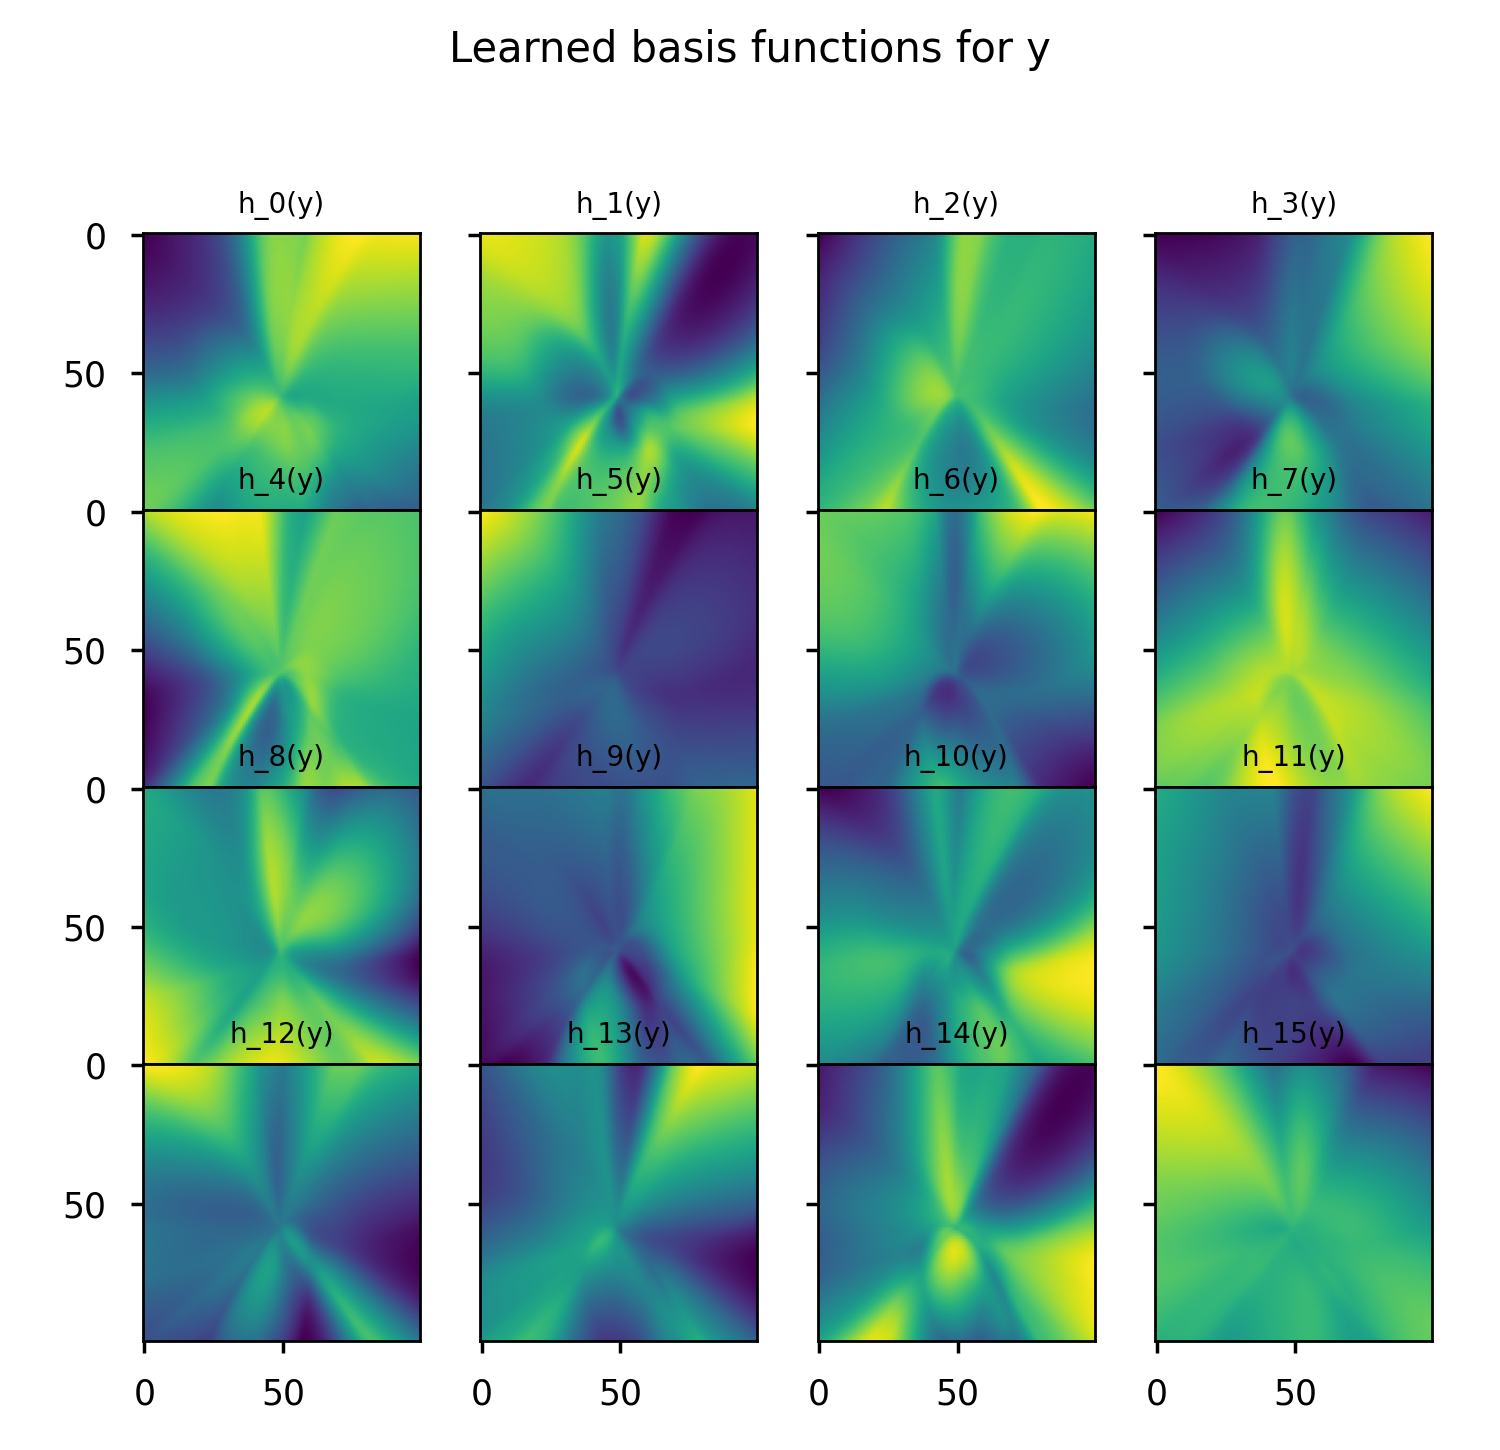 Learned basis functions for y
h_0(y) h_1(y) h_2(y) h_3(y)
0
50
h_4(y) h_5(y) h_6(y) h_7(y)
0
50
h_8(y) h_9(y) h_10(y) h_11(y)
0
50
h_12(y) h_13(y) h_14(y) h_15(y)
0
50
0 50 0 50 0 50 0 50